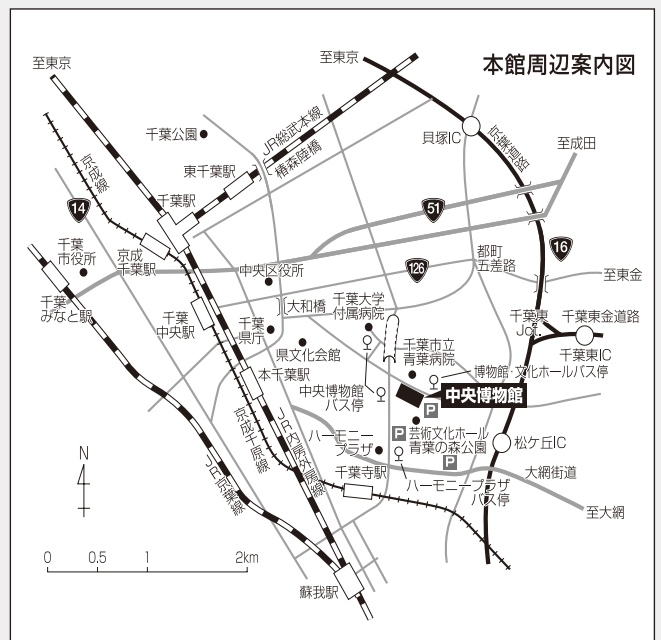 本館周辺案内図
至東京
至東京
千葉公園
JR総武本線
椿森陸橋
貝塚IC
京葉道路
至成田
京成線
東千葉駅
千葉駅
14
51
16
126
千葉
市役所
京成
千葉駅
中央区役所
都町
五差路
至東金
千葉
みなと駅
千葉
中央駅
大和橋
千葉大学
付属病院
千葉東
Jct.
千葉東金道路
千葉東IC
千葉
県庁
県文化会館
千葉市立
青葉病院
本千葉駅
中央博物館
バス停
博物館・文化ホールバス停
中央博物館
P
京成千原線
JR内房外房線
JR京葉線
ハーモニー
プラザ
P
芸術文化ホール
青葉の森公園
P
松ケ丘IC
千葉寺駅
ハーモニープラザ
バス停
大網街道
至大網
N
0 0.5 1 2km
蘇我駅